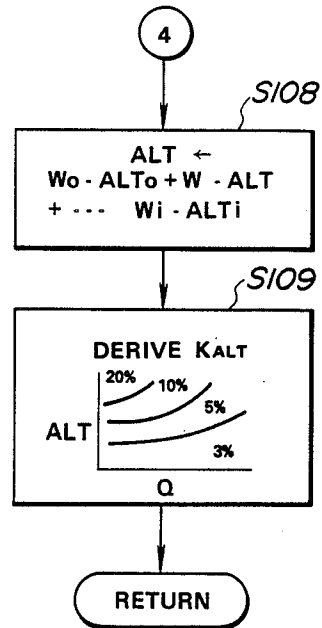 4
S108
ALT ←
Wo - ALTo + W - ALT
+ --- Wi - ALTi
S109
DERIVE KALT
20% 10%
5%
ALT
3%
Q
RETURN